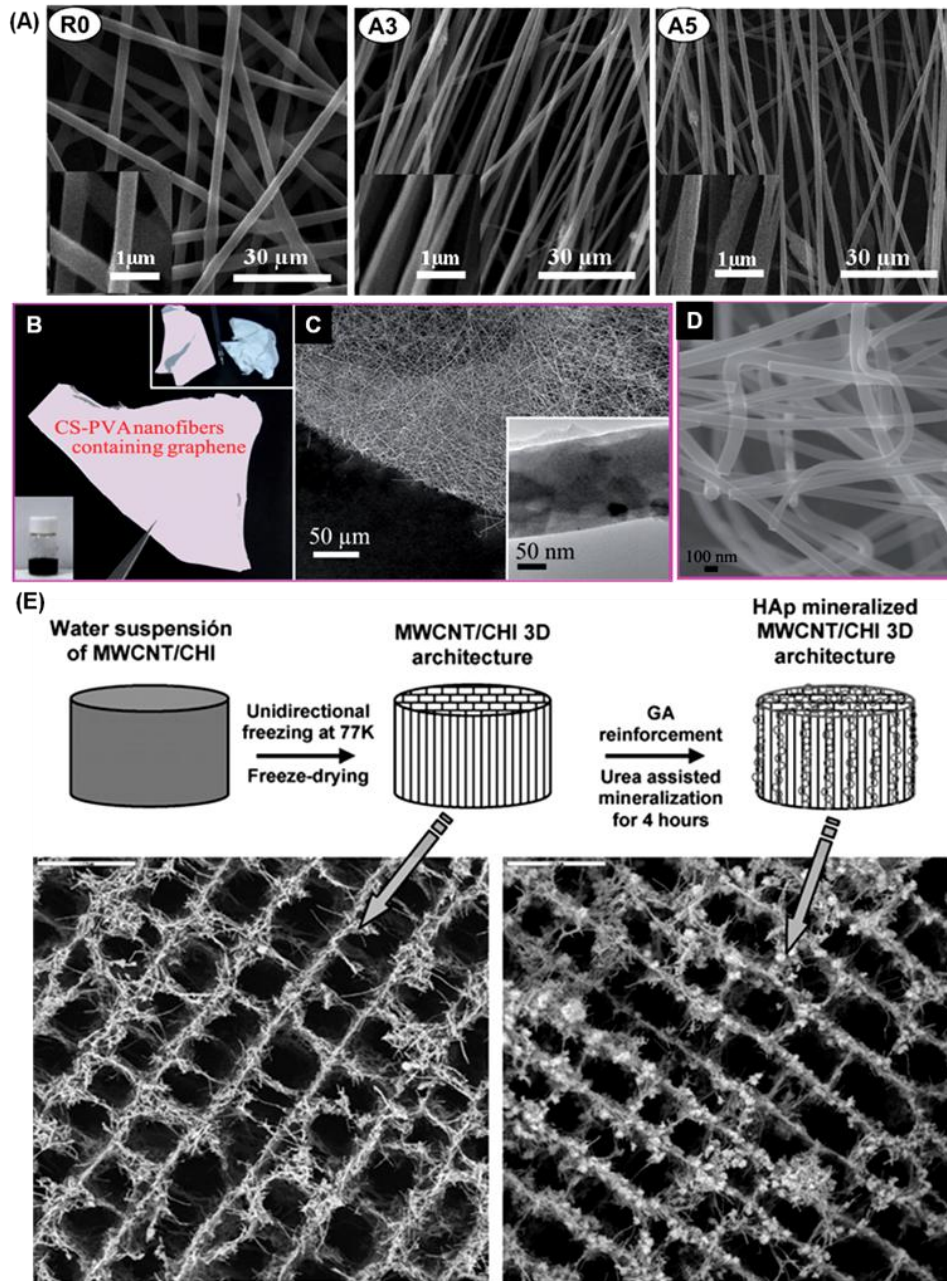 (A)
R0
A3
A5
1µm
30 µm
1µm
30 µm
1µm
30 µm
B
C
D
CS-PVA nanofibers
containing graphene
50 µm
50 nm
100 nm
(E)
Water suspensión
of MWCNT/CHI
Unidirectional
freezing at 77K
Freeze-drying
MWCNT/CHI 3D
architecture
GA
reinforcement
Urea assisted
mineralization
for 4 hours
HAp mineralized
MWCNT/CHI 3D
architecture